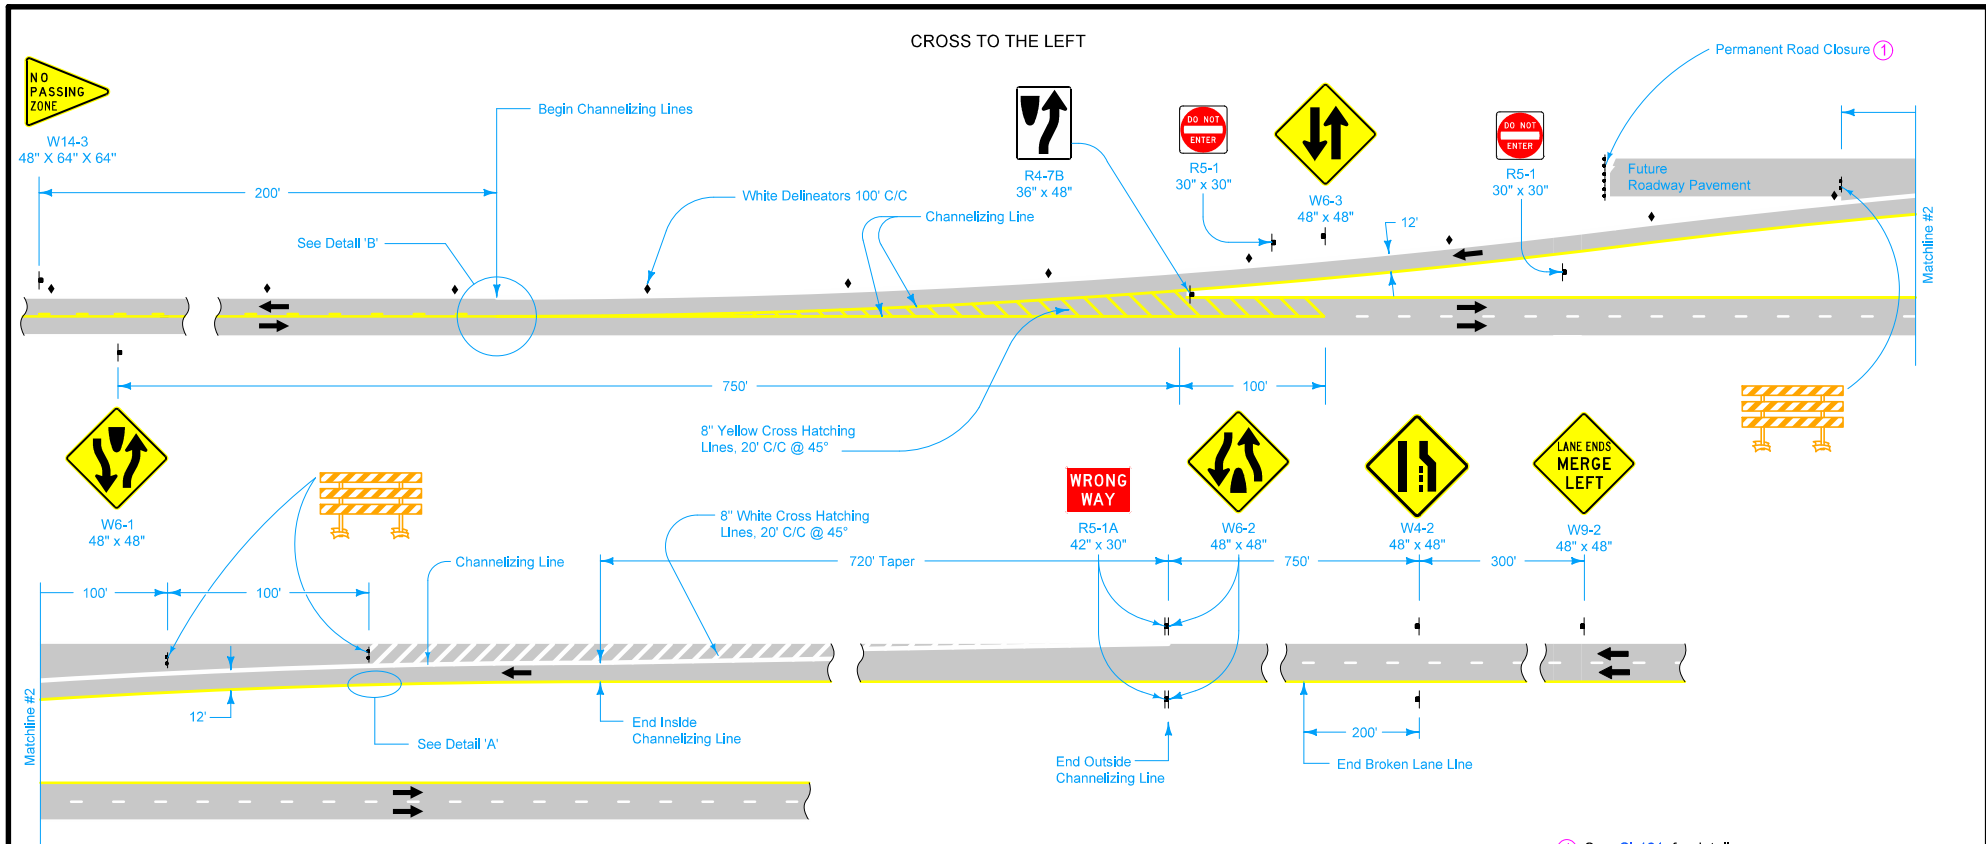 CROSS TO THE LEFT
Permanent Road Closure 1
NO
PASSING
ZONE
W14-3
48" X 64" X 64"
Begin Channelizing Lines
R4-7B
36" x 48"
DO NOT
ENTER
R5-1
30" x 30"
W6-3
48" x 48"
DO NOT
ENTER
R5-1
30" x 30"
Future
Roadway Pavement
200'
White Delineators 100' C/C
Channelizing Line
12'
See Detail 'B'
Matchline #2
750'
100'
8" Yellow Cross Hatching
Lines, 20' C/C @ 45°
W6-1
48" x 48"
WRONG
WAY
R5-1A
42" x 30"
W6-2
48" x 48"
W4-2
48" x 48"
LANE ENDS
MERGE
LEFT
W9-2
48" x 48"
8" White Cross Hatching
Lines, 20' C/C @ 45°
Channelizing Line
720' Taper
750'
300'
100'
100'
12'
Matchline #2
See Detail 'A'
End Inside
Channelizing Line
End Outside
Channelizing Line
200'
End Broken Lane Line